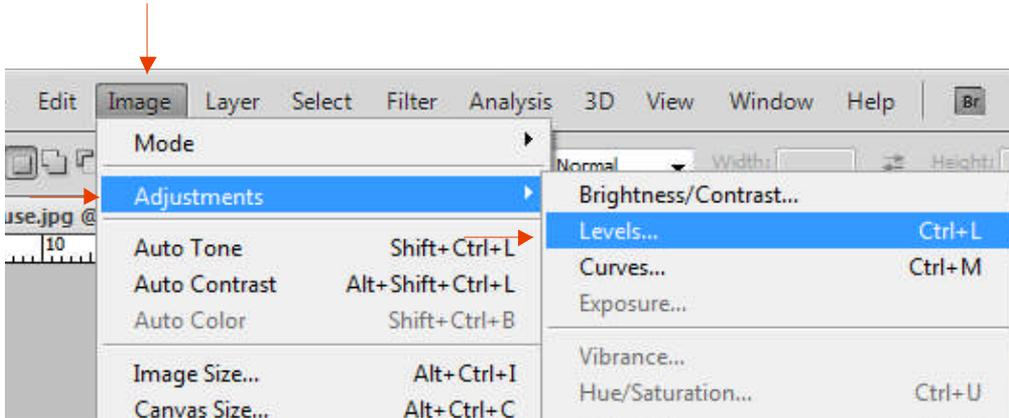 Edit Image Layer Select Filter Analysis 3D View Window Help Br
Mode
Normal Width: Height:
Adjustments
Brightness/Contrast...
use.jpg @
Levels... Ctrl+L
10
Auto Tone Shift+Ctrl+L
Curves... Ctrl+M
Auto Contrast Alt+Shift+Ctrl+L
Exposure...
Auto Color Shift+Ctrl+B
Vibrance...
Image Size... Alt+Ctrl+I
Hue/Saturation... Ctrl+U
Canvas Size... Alt+Ctrl+C